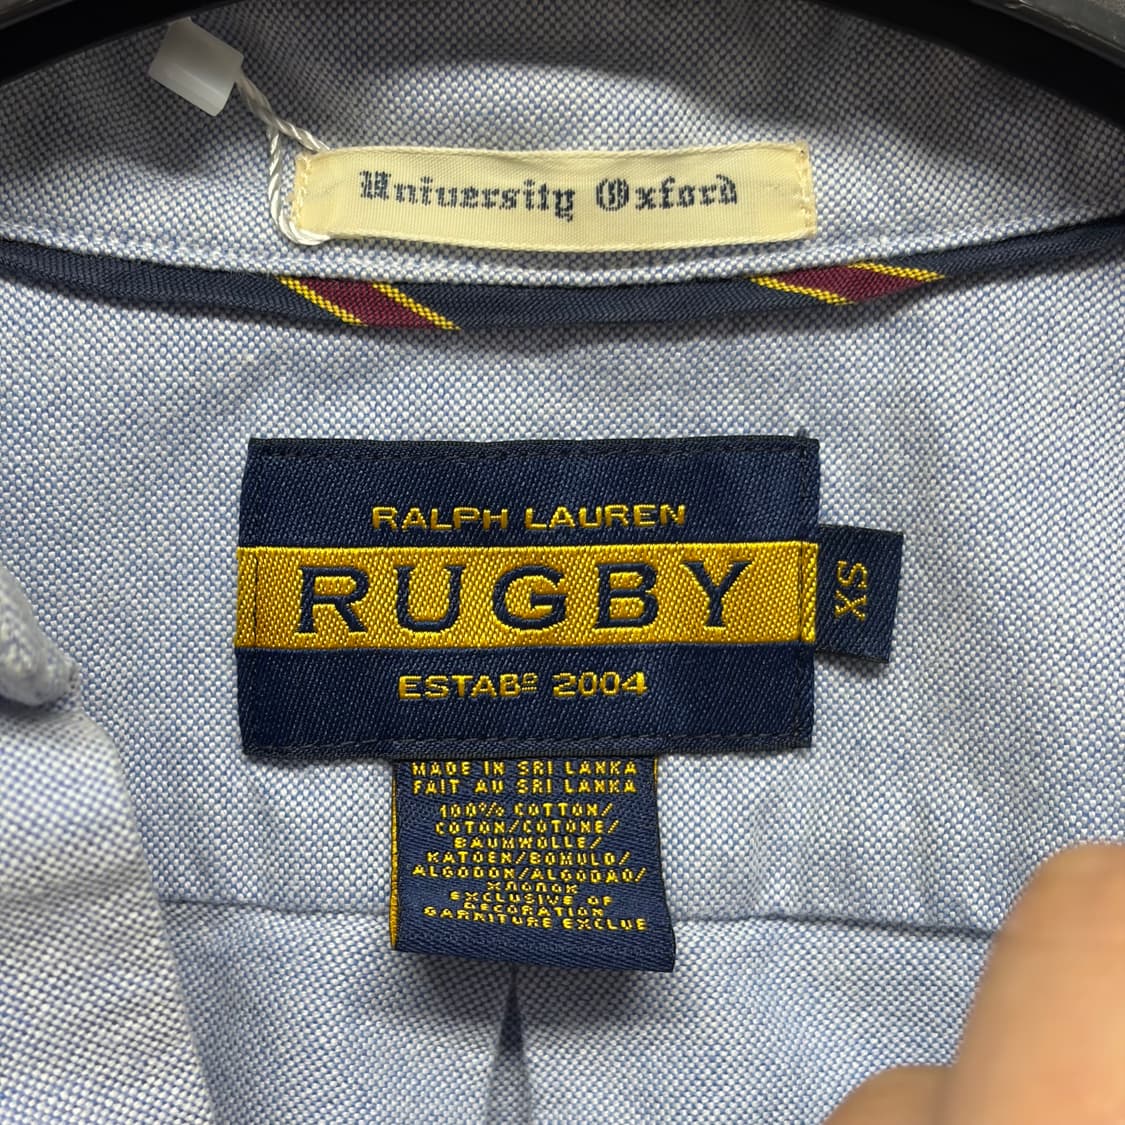 University Oxford
RALPH LAUREN
RUGBY
XS
ESTABᴰ 2004
MADE IN SRI LANKA
FAIT AU SRI LANKA
100% COTTON/
COTON/COTONE/
BAUMWOLLE/
KATOEN/BOMULD/
ALGODON/ALGODAO/
ХЛОПОК
EXCLUSIVE OF
DECORATION
GARNITURE EXCLUE